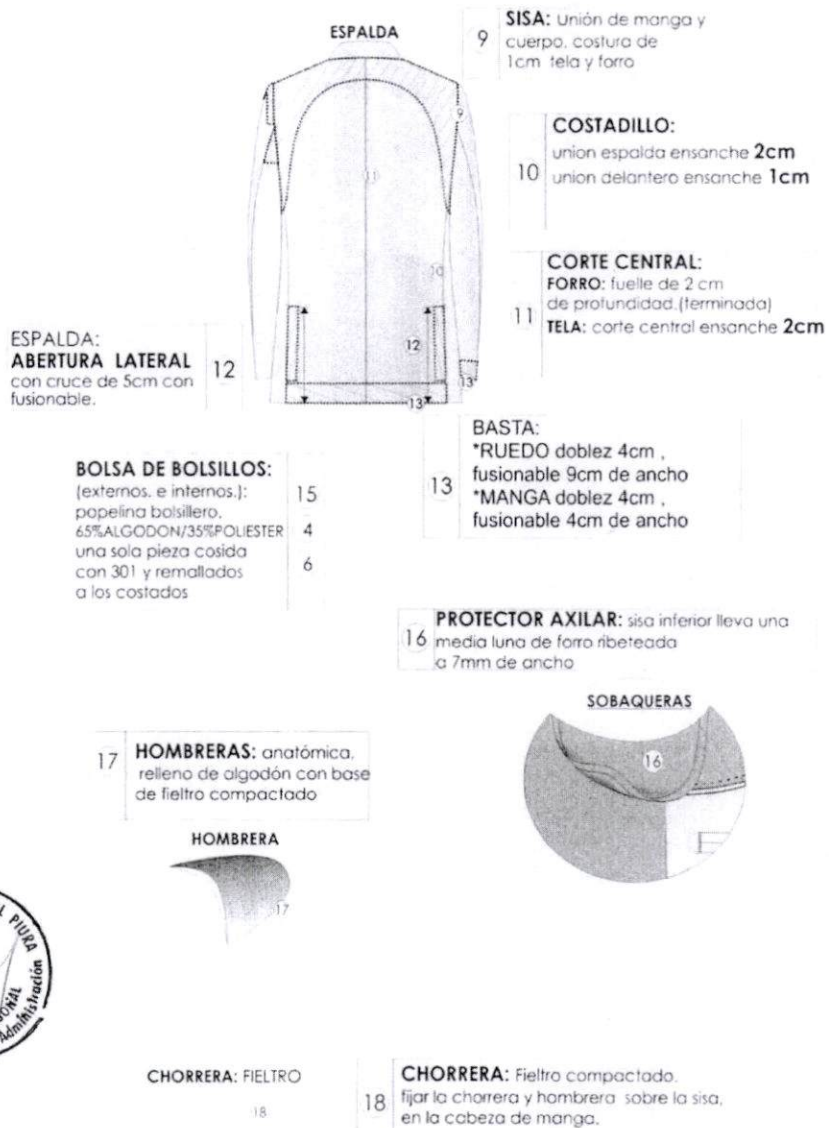 ESPALDA
9
SISA: Unión de manga y
cuerpo. costura de
1cm tela y forro
9
10
COSTADILLO:
union espalda ensanche 2cm
union delantero ensanche 1cm
11
10
11
CORTE CENTRAL:
FORRO: fuelle de 2 cm
de profundidad.(terminada)
TELA: corte central ensanche 2cm
ESPALDA:
ABERTURA LATERAL
con cruce de 5cm con
fusionable.
12
12
13
13
13
BASTA:
*RUEDO doblez 4cm ,
fusionable 9cm de ancho
*MANGA doblez 4cm ,
fusionable 4cm de ancho
BOLSA DE BOLSILLOS:
(externos. e internos.):
popelina bolsillero.
65%ALGODON/35%POLIESTER
una sola pieza cosida
con 301 y remallados
a los costados
15
4
6
16
PROTECTOR AXILAR: sisa inferior lleva una
media luna de forro ribeteada
a 7mm de ancho
SOBAQUERAS
16
17
HOMBRERAS: anatómica.
relleno de algodón con base
de fieltro compactado
HOMBRERA
17
PIURA
Administración
CHORRERA: FIELTRO
18
18
CHORRERA: Fieltro compactado.
fijar la chorrera y hombrera sobre la sisa,
en la cabeza de manga.